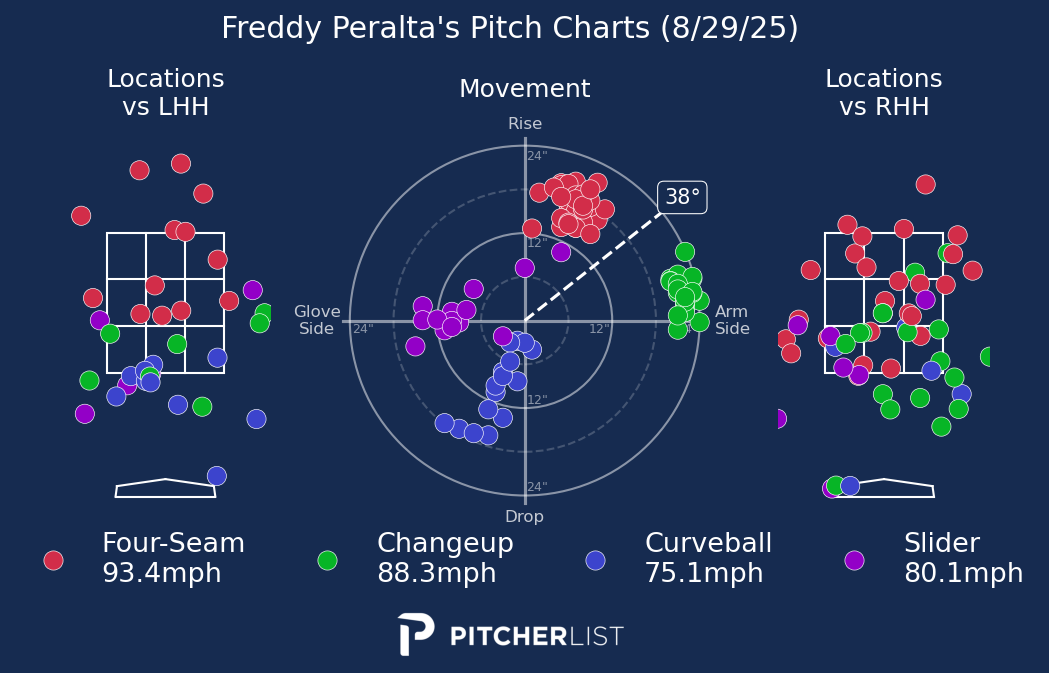 Freddy Peralta's Pitch Charts (8/29/25)
Locations
vs LHH
Movement
Locations
vs RHH
Rise
24"
38°
12"
Glove
Side
24"
12"
Arm
Side
12"
24"
Drop
Four-Seam
93.4mph
Changeup
88.3mph
Curveball
75.1mph
Slider
80.1mph
PITCHERLIST